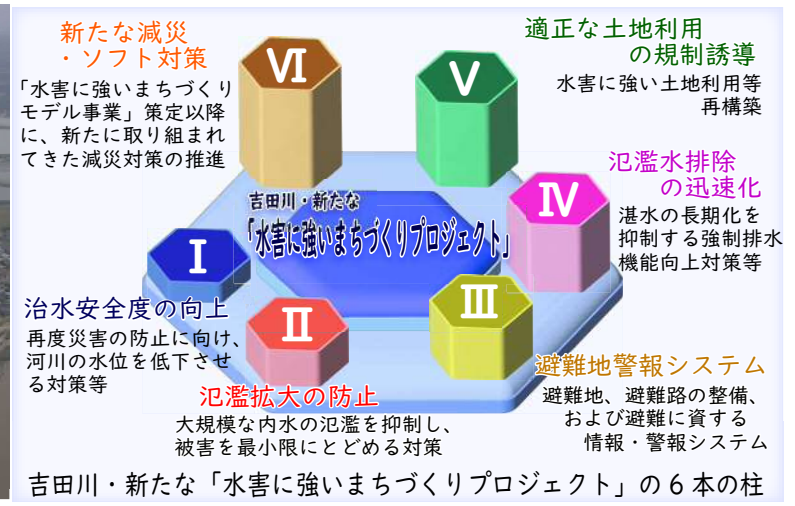 新たな減災
・ソフト対策
「水害に強いまちづくり
モデル事業」策定以降
に、新たに取り組まれ
てきた減災対策の推進
Ⅵ
Ⅴ
適正な土地利用
の規制誘導
水害に強い土地利用等
再構築
氾濫水排除
の迅速化
Ⅳ
湛水の長期化を
抑制する強制排水
機能向上対策等
吉田川・新たな
「水害に強いまちづくりプロジェクト」
Ⅰ
治水安全度の向上
再度災害の防止に向け、
河川の水位を低下させ
る対策等
Ⅱ
氾濫拡大の防止
大規模な内水の氾濫を抑制し、
被害を最小限にとどめる対策
Ⅲ
避難地警報システム
避難地、避難路の整備、
および避難に資する
情報・警報システム
吉田川・新たな「水害に強いまちづくりプロジェクト」の6本の柱